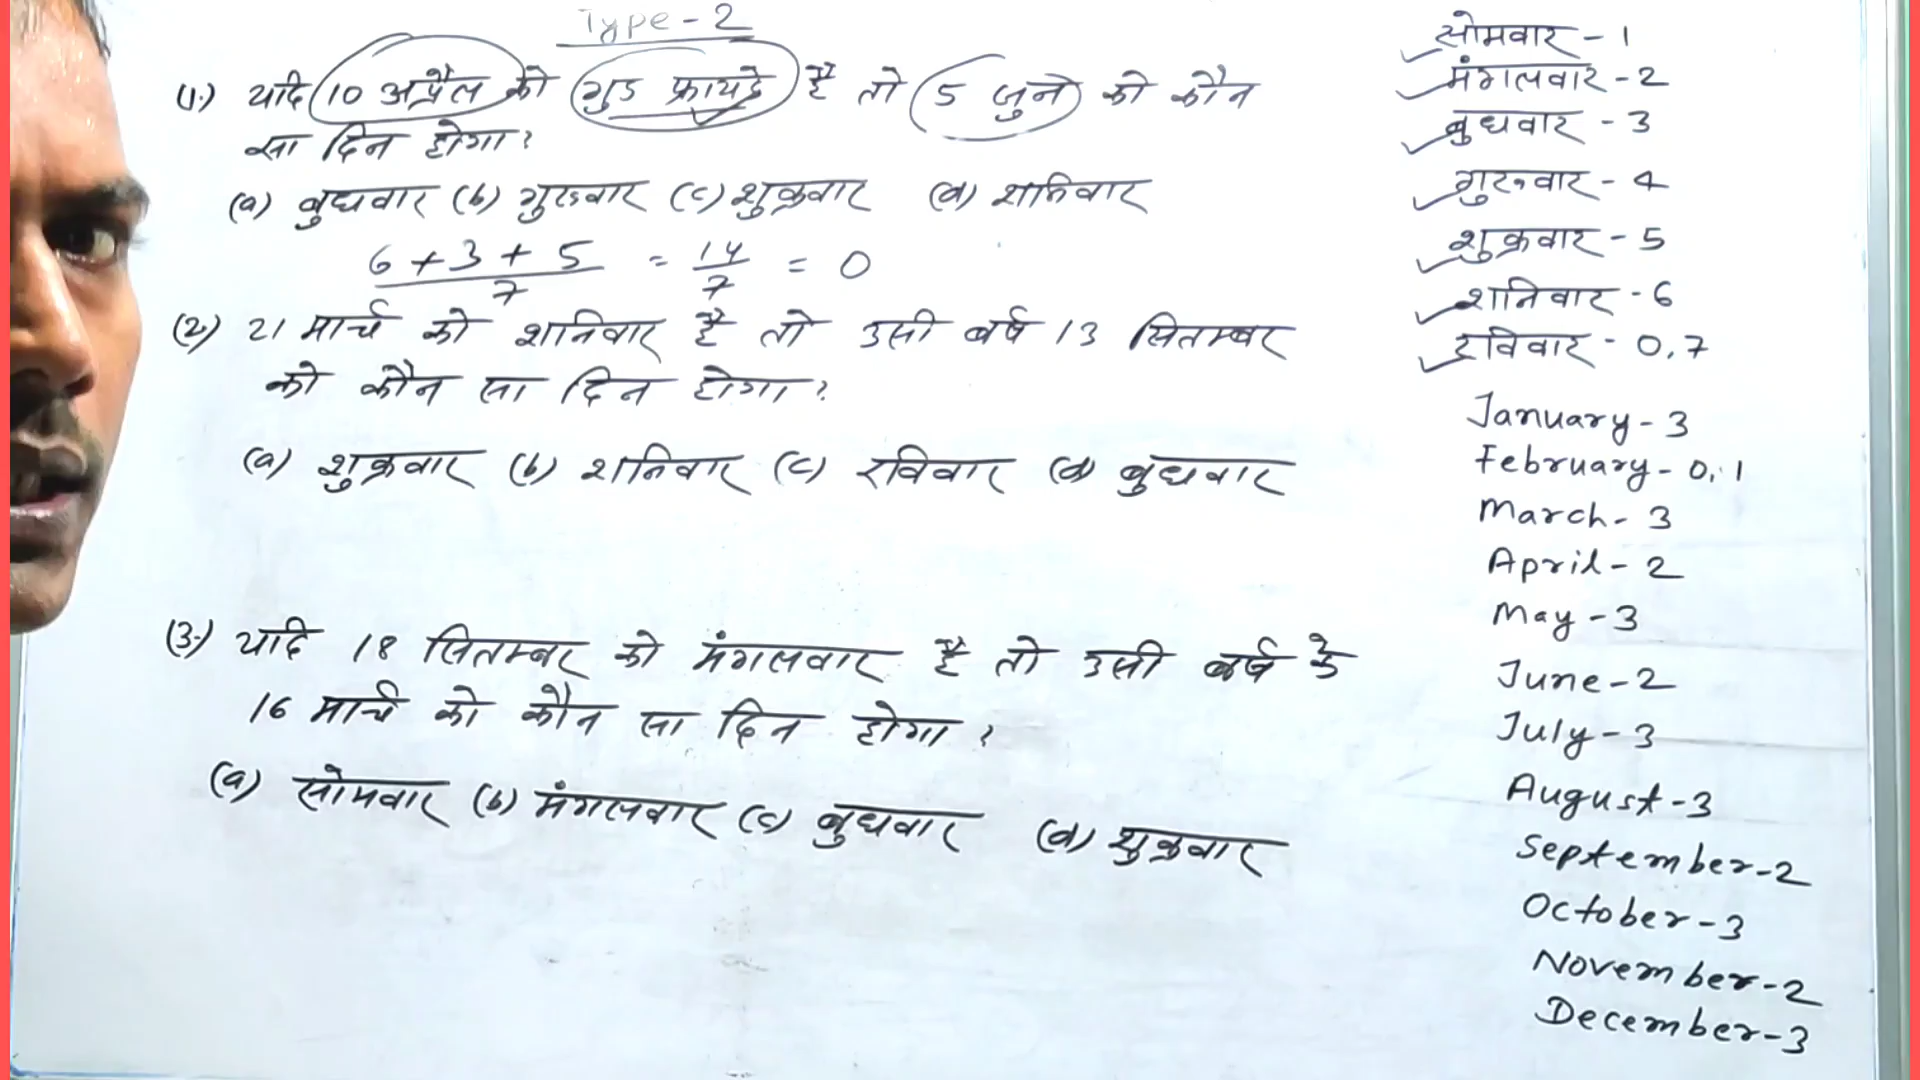 Type - 2
(1.) यदि 10 अप्रैल को गुड फ्रायडे है तो 5 जुन को कौन
सा दिन होगा?
(a) बुधवार (b) गुरुवार (c) शुक्रवार (d) शनिवार
6 + 3 + 5 / 7 = 14 / 7 = 0
(2) 21 मार्च को शनिवार है तो उसी वर्ष 13 सितम्बर
को कौन सा दिन होगा?
(a) शुक्रवार (b) शनिवार (c) रविवार (d) बुधवार
(3.) यदि 18 सितम्बर को मंगलवार है तो उसी वर्ष के
16 मार्च को कौन सा दिन होगा?
(a) सोमवार (b) मंगलवार (c) बुधवार (d) शुक्रवार
सोमवार - 1
मंगलवार - 2
बुधवार - 3
गुरुवार - 4
शुक्रवार - 5
शनिवार - 6
रविवार - 0,7
January - 3
February - 0,1
March - 3
April - 2
May - 3
June - 2
July - 3
August - 3
September - 2
October - 3
November - 2
December - 3